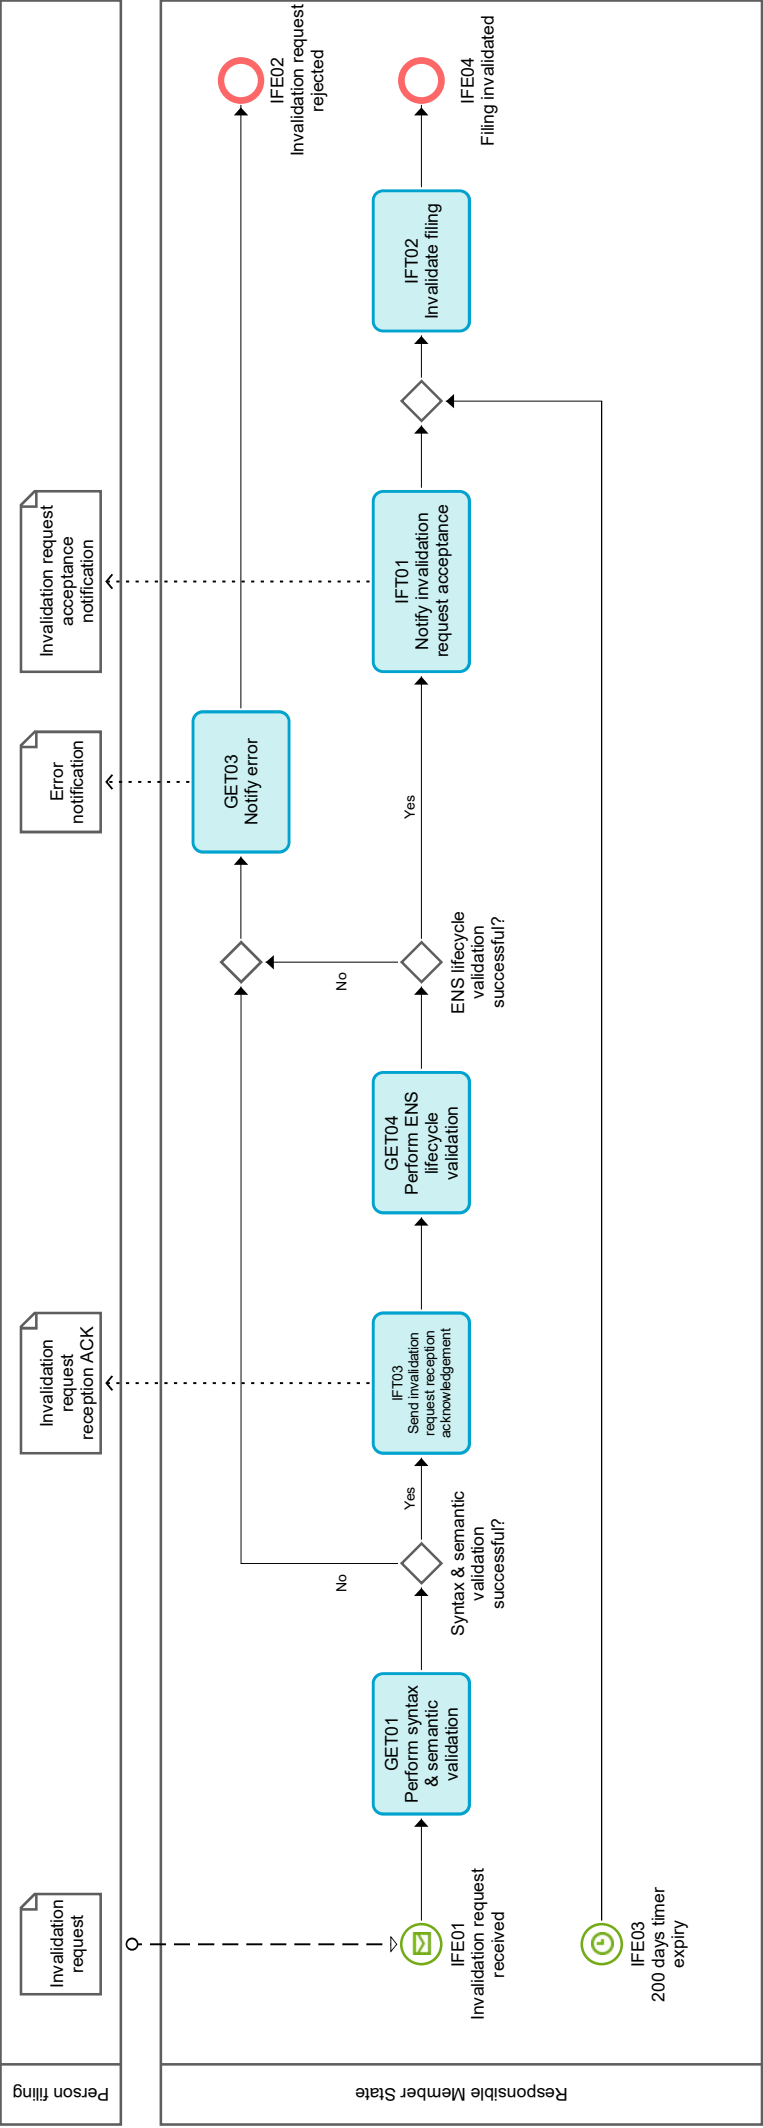 Person filing
Invalidation
request
Invalidation
request
reception ACK
Error
notification
Invalidation request
acceptance
notification
Responsible Member State
IFE01
Invalidation request
received
GET01
Perform syntax
& semantic
validation
Syntax & semantic
validation
successful?
No
Yes
IFT03
Send invalidation
request reception
acknowledgement
GET04
Perform ENS
lifecycle
validation
ENS lifecycle
validation
successful?
No
Yes
GET03
Notify error
IFT01
Notify invalidation
request acceptance
IFT02
Invalidate filing
IFE02
Invalidation request
rejected
IFE04
Filing invalidated
IFE03
200 days timer
expiry